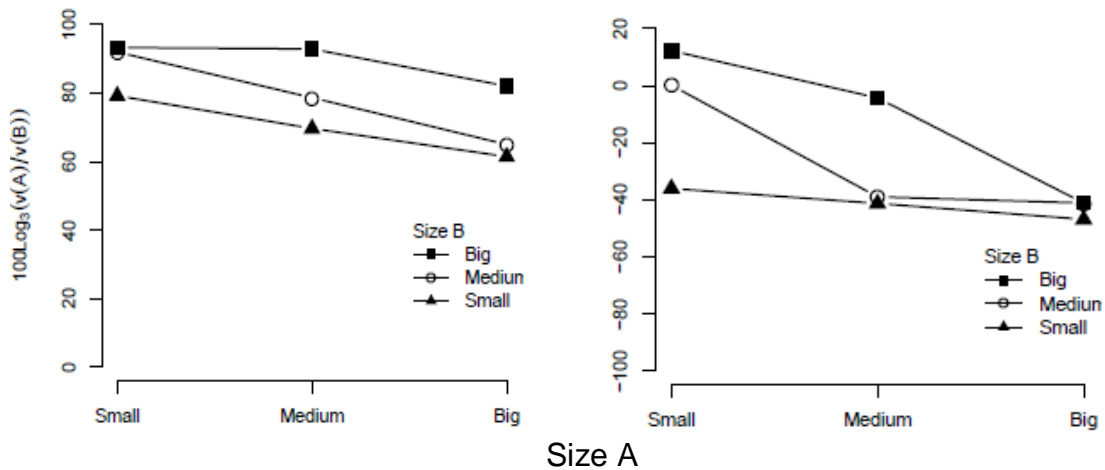 100Log₃(v(A)/v(B))
100
80
60
40
20
0
Size B
Big
Mediun
Small
Small Medium Big
20
0
−20
−40
−60
−80
−100
Size B
Big
Mediun
Small
Small Medium Big
Size A